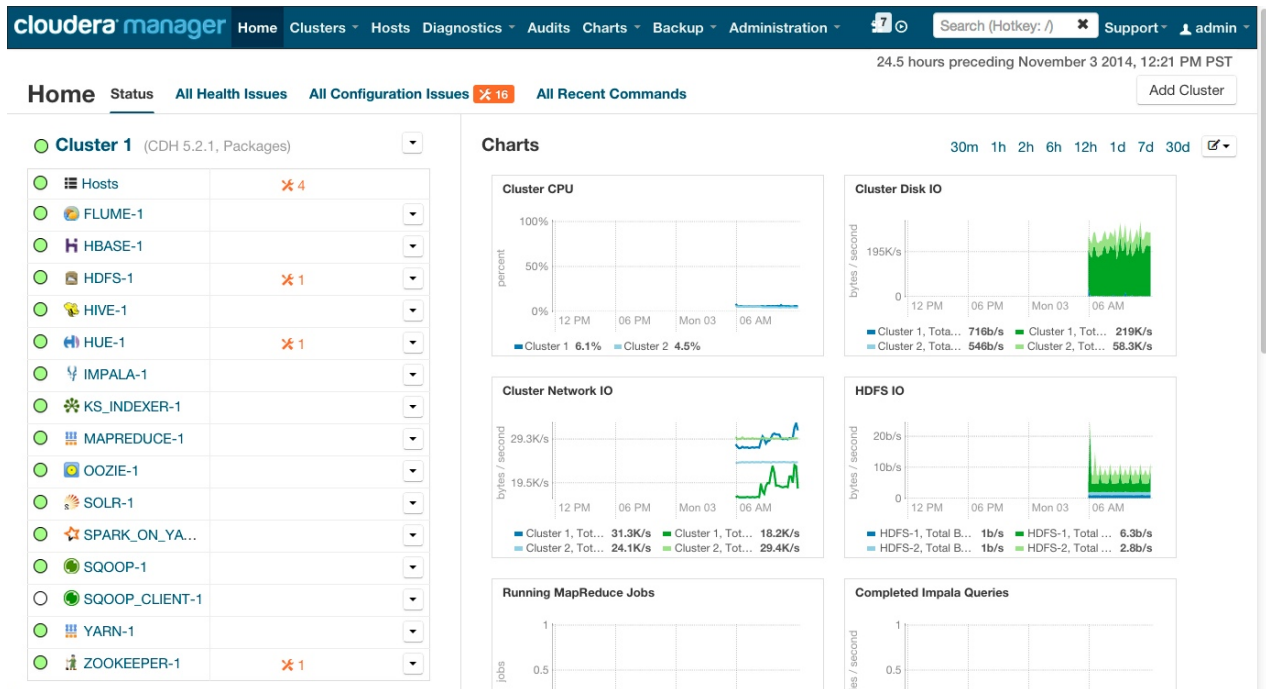 cloudera manager Home Clusters Hosts Diagnostics Audits Charts Backup Administration 7 Search (Hotkey: /) Support admin
24.5 hours preceding November 3 2014, 12:21 PM PST
Home Status All Health Issues All Configuration Issues 16 All Recent Commands Add Cluster
Cluster 1 (CDH 5.2.1, Packages)
Hosts 4
FLUME-1
HBASE-1
HDFS-1 1
HIVE-1
HUE-1 1
IMPALA-1
KS_INDEXER-1
MAPREDUCE-1
OOZIE-1
SOLR-1
SPARK_ON_YA...
SQOOP-1
SQOOP_CLIENT-1
YARN-1
ZOOKEEPER-1 1
Charts
30m 1h 2h 6h 12h 1d 7d 30d
Cluster CPU
percent
100%
50%
0%
12 PM 06 PM Mon 03 06 AM
Cluster 1 6.1% Cluster 2 4.5%
Cluster Disk IO
bytes / second
195K/s
0
12 PM 06 PM Mon 03 06 AM
Cluster 1, Tota... 716b/s Cluster 1, Tot... 219K/s
Cluster 2, Tota... 546b/s Cluster 2, Tot... 58.3K/s
Cluster Network IO
bytes / second
29.3K/s
19.5K/s
12 PM 06 PM Mon 03 06 AM
Cluster 1, Tot... 31.3K/s Cluster 1, Tot... 18.2K/s
Cluster 2, Tot... 24.1K/s Cluster 2, Tot... 29.4K/s
HDFS IO
bytes / second
20b/s
10b/s
0
12 PM 06 PM Mon 03 06 AM
HDFS-1, Total B... 1b/s HDFS-1, Total ... 6.3b/s
HDFS-2, Total B... 1b/s HDFS-2, Total ... 2.8b/s
Running MapReduce Jobs
jobs
1
0.5
Completed Impala Queries
es / second
1
0.5